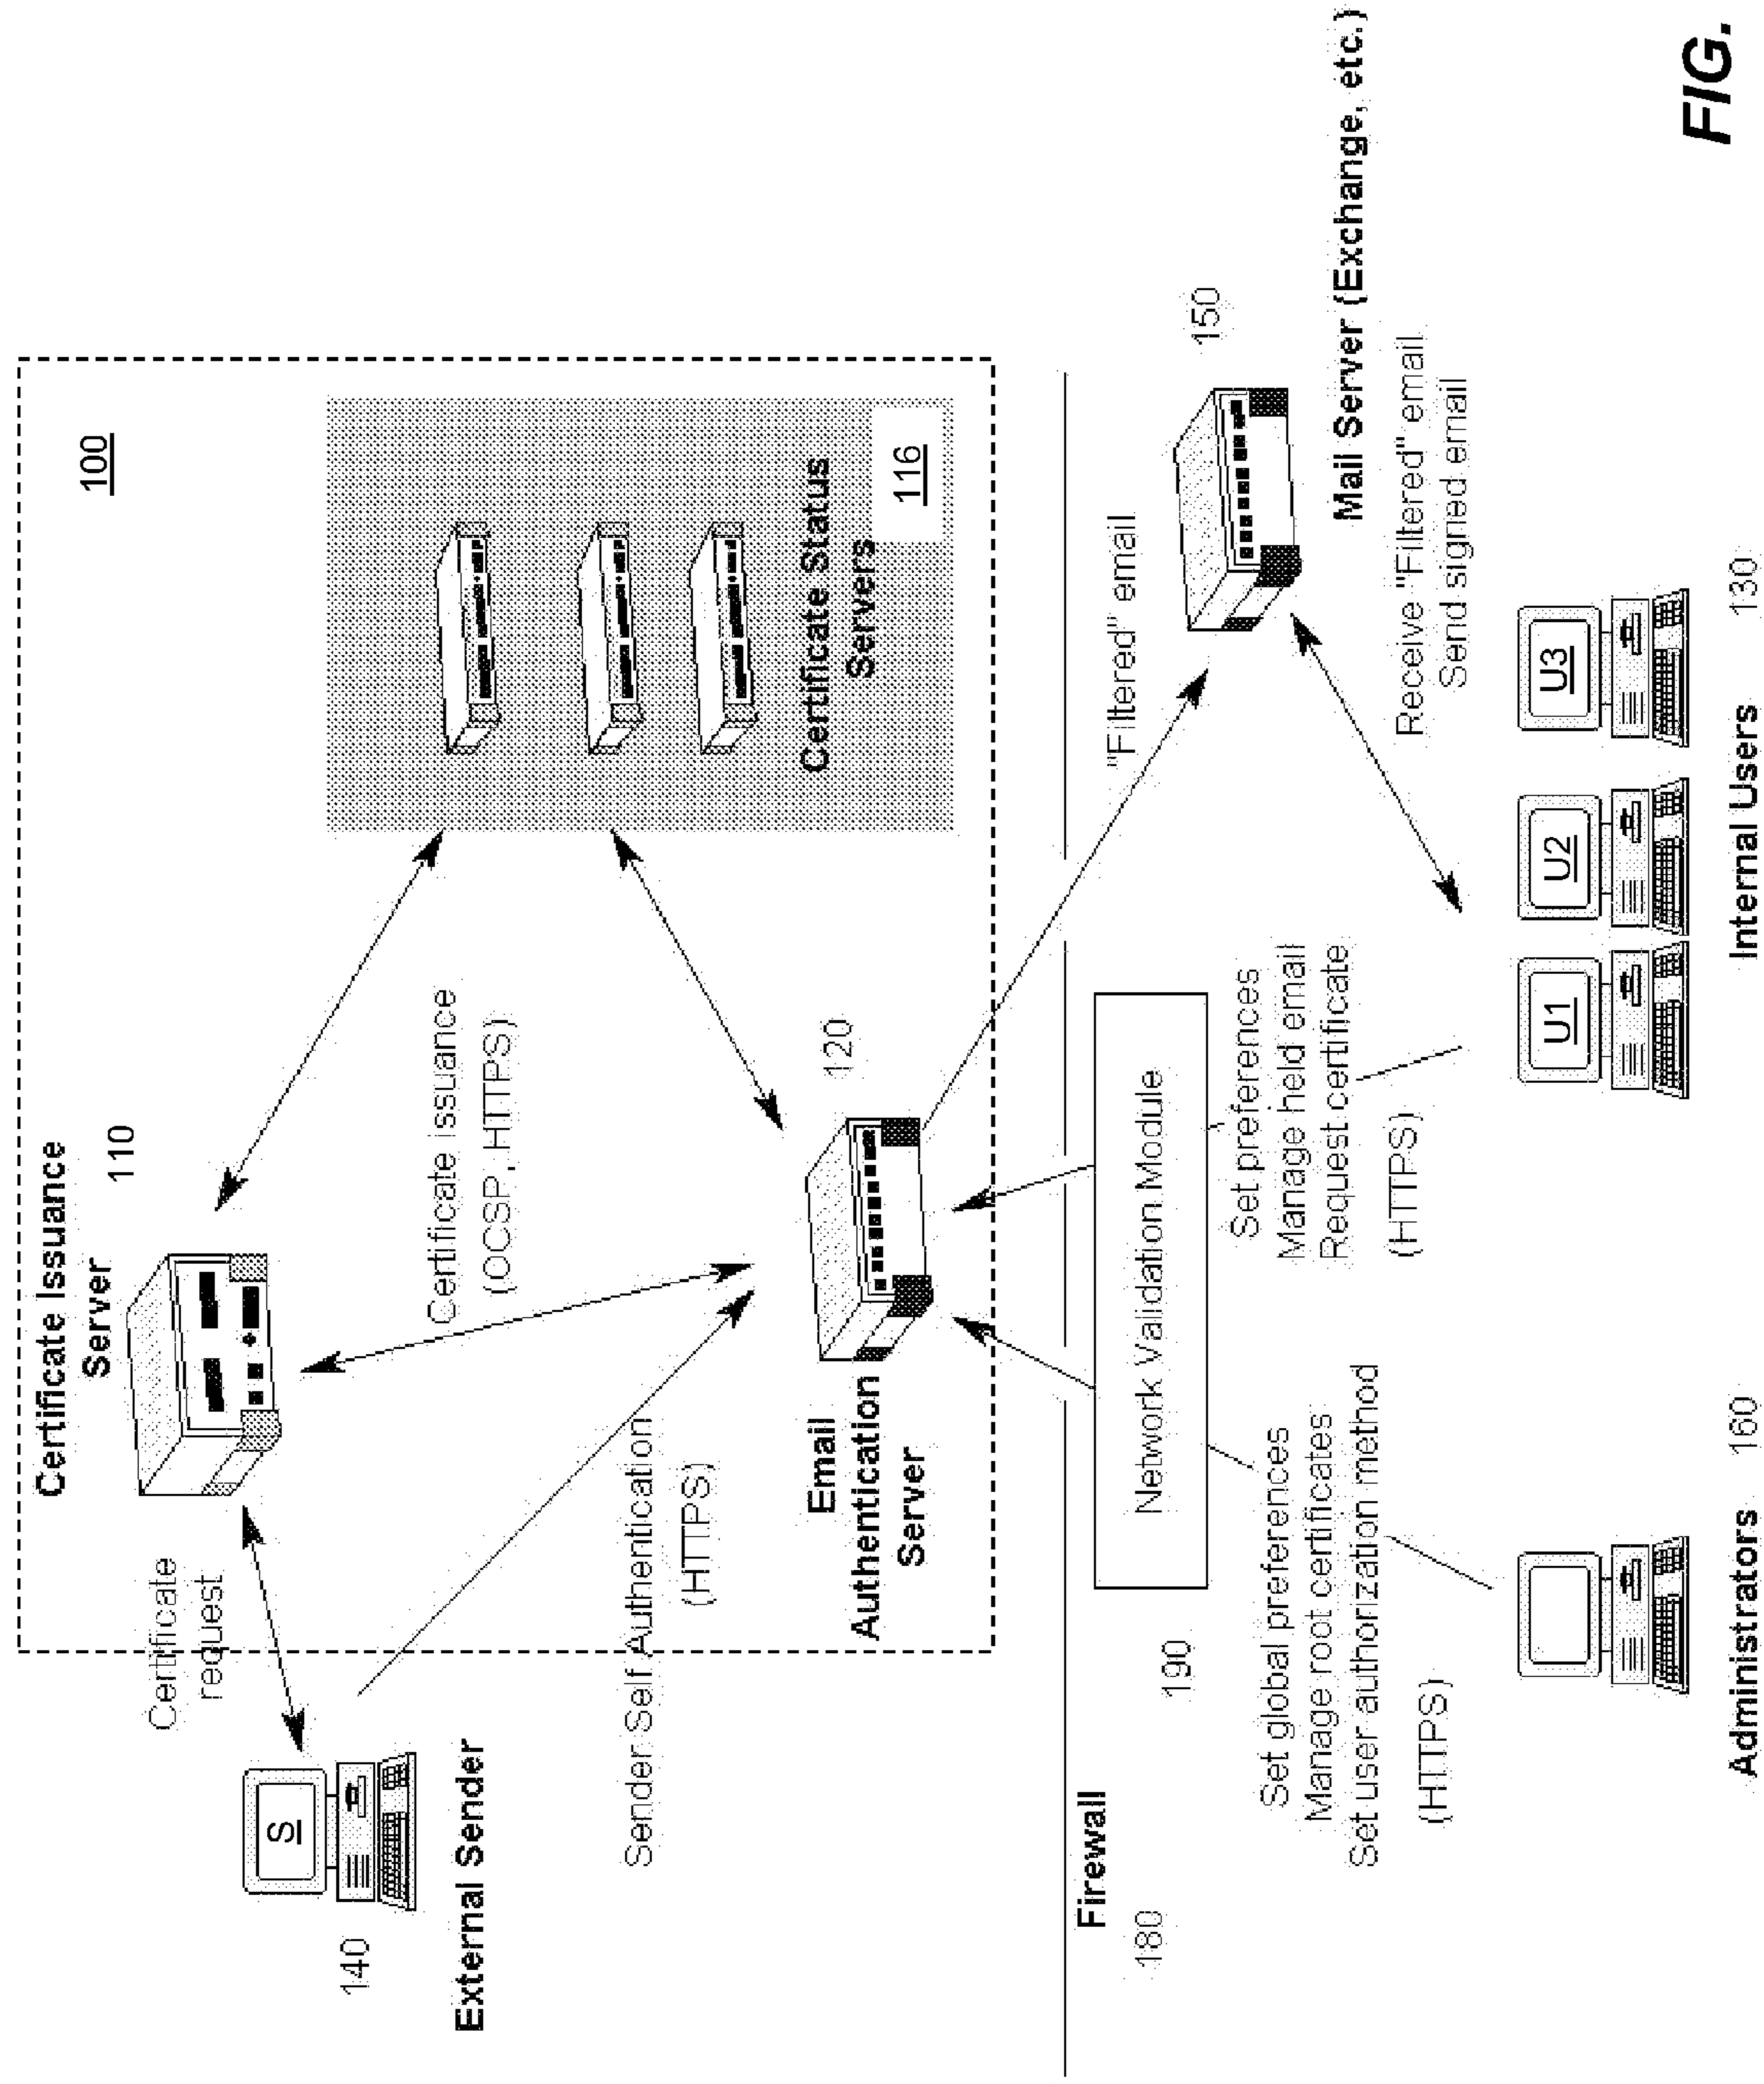 100
Certificate Issuance
Server
110
Certificate
request
S
140
External Sender
Certificate issuance
(OCSP, HTTPS)
Certificate Status
Servers
116
Sender Self Authentication
(HTTPS)
120
Email
Authentication
Server
Firewall
180
"Filtered" email
150
Mail Server (Exchange, etc.)
Network Validation Module
190
Set global preferences
Manage root certificates
Set user authorization method
(HTTPS)
Set preferences
Manage held email
Request certificate
(HTTPS)
Receive "Filtered" email
Send signed email
U1
U2
U3
Administrators 160
Internal Users 130
FIG.